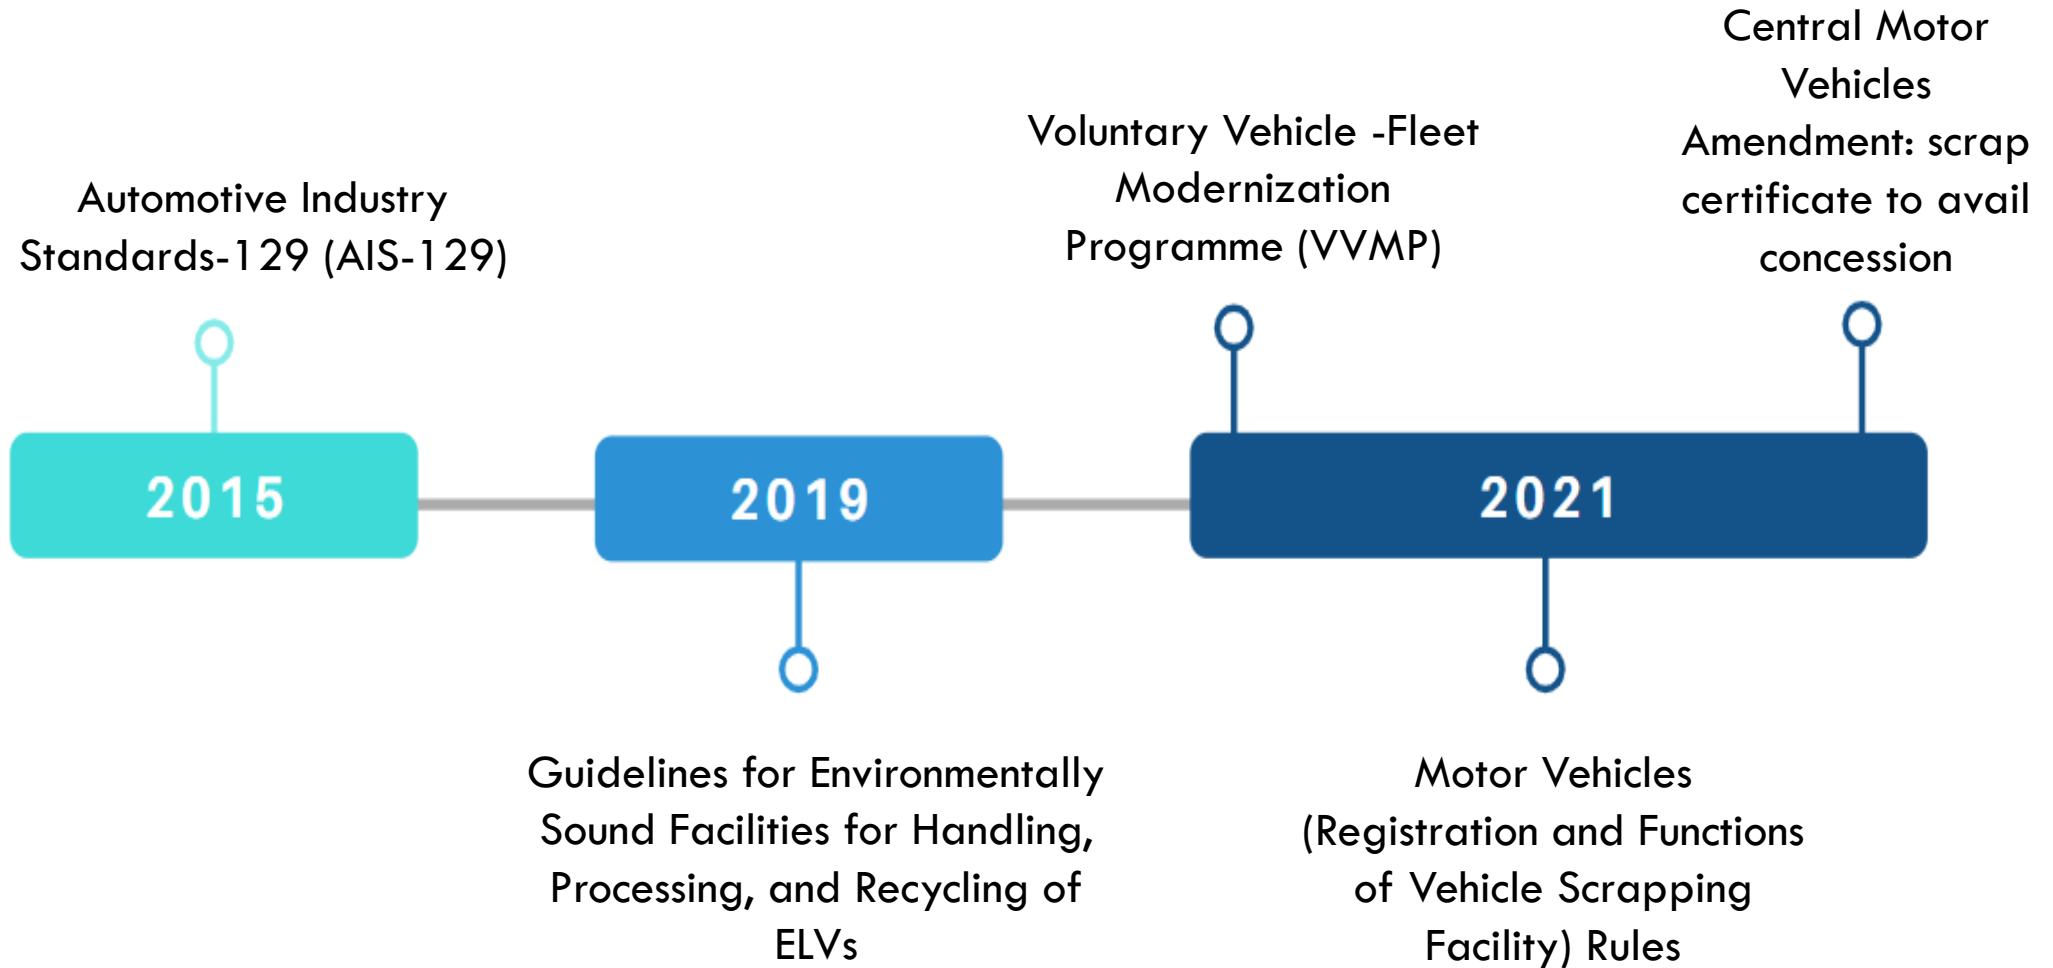 Automotive Industry
Standards-129 (AIS-129)
2015
2019
Guidelines for Environmentally
Sound Facilities for Handling,
Processing, and Recycling of
ELVs
Voluntary Vehicle -Fleet
Modernization
Programme (VVMP)
2021
Motor Vehicles
(Registration and Functions
of Vehicle Scrapping
Facility) Rules
Central Motor
Vehicles
Amendment: scrap
certificate to avail
concession